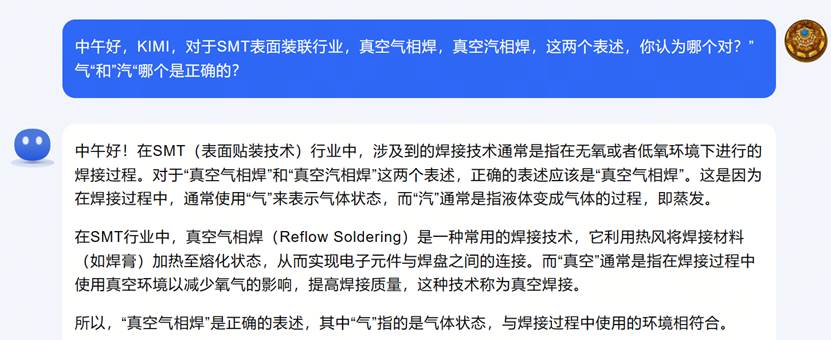 中午好，KIMI，对于SMT表面装联行业，真空气相焊，真空汽相焊，这两个表述，你认为哪个对？”
气“和”汽“哪个是正确的？
中午好！在SMT（表面贴装技术）行业中，涉及到的焊接技术通常是指在无氧或者低氧环境下进行的
焊接过程。对于“真空气相焊”和“真空汽相焊”这两个表述，正确的表述应该是“真空气相焊”。这是因为
在焊接过程中，通常使用“气”来表示气体状态，而“汽”通常是指液体变成气体的过程，即蒸发。
在SMT行业中，真空气相焊（Reflow Soldering）是一种常用的焊接技术，它利用热风将焊接材料
（如焊膏）加热至熔化状态，从而实现电子元件与焊盘之间的连接。而“真空”通常是指在焊接过程中
使用真空环境以减少氧气的影响，提高焊接质量，这种技术称为真空焊接。
所以，“真空气相焊”是正确的表述，其中“气”指的是气体状态，与焊接过程中使用的环境相符合。